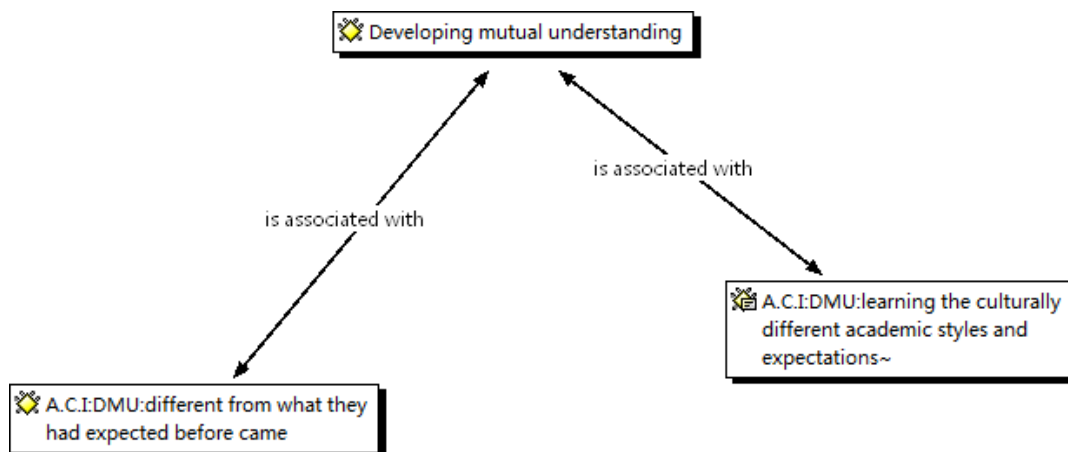 Developing mutual understanding
is associated with
is associated with
A.C.I:DMU:learning the culturally
different academic styles and
expectations~
A.C.I:DMU:different from what they
had expected before came